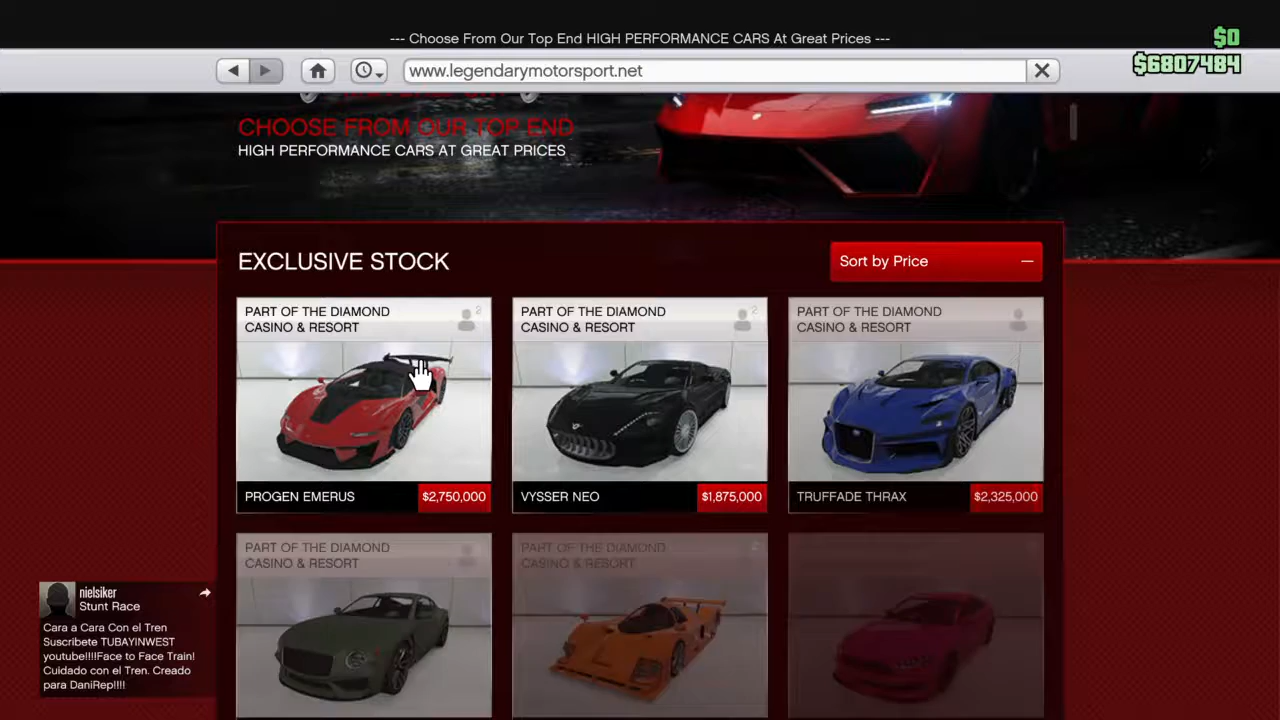 --- Choose From Our Top End HIGH PERFORMANCE CARS At Great Prices ---
$0
$6807484
www.legendarymotorsport.net
CHOOSE FROM OUR TOP END
HIGH PERFORMANCE CARS AT GREAT PRICES
EXCLUSIVE STOCK
Sort by Price
PART OF THE DIAMOND
CASINO & RESORT
2
PROGEN EMERUS
$2,750,000
PART OF THE DIAMOND
CASINO & RESORT
2
VYSSER NEO
$1,875,000
PART OF THE DIAMOND
CASINO & RESORT
TRUFFADE THRAX
$2,325,000
PART OF THE DIAMOND
CASINO & RESORT
PART OF THE DIAMOND
CASINO & RESORT
nielsiker
Stunt Race
Cara a Cara Con el Tren
Suscribete TUBAYINWEST
youtube!!!!Face to Face Train!
Cuidado con el Tren. Creado
para DaniRep!!!!